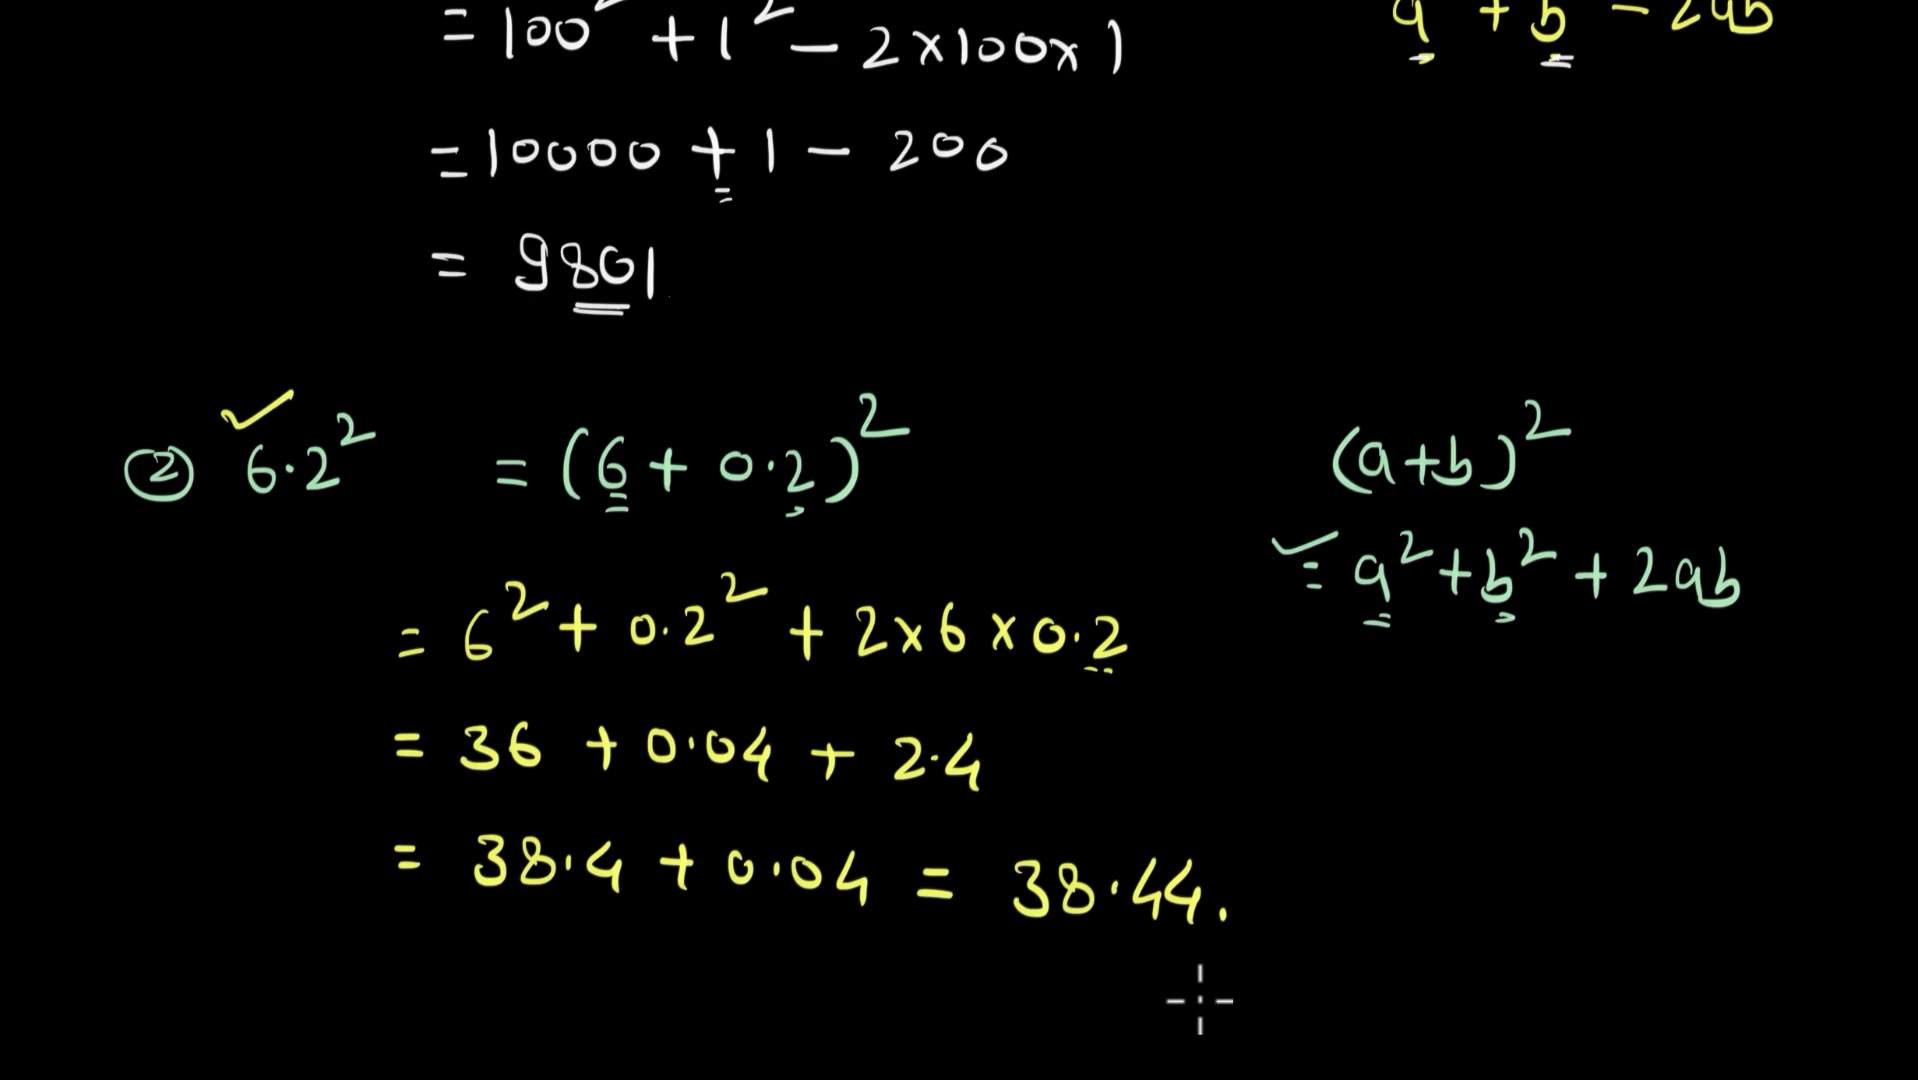 = 100² + 1² − 2×100×1
a + b − 2ab
= 10000 + 1 − 200
= 9801
② 6.2² = (6 + 0.2)²
(a+b)²
= a² + b² + 2ab
= 6² + 0.2² + 2×6×0.2
= 36 + 0.04 + 2.4
= 38.4 + 0.04 = 38.44.